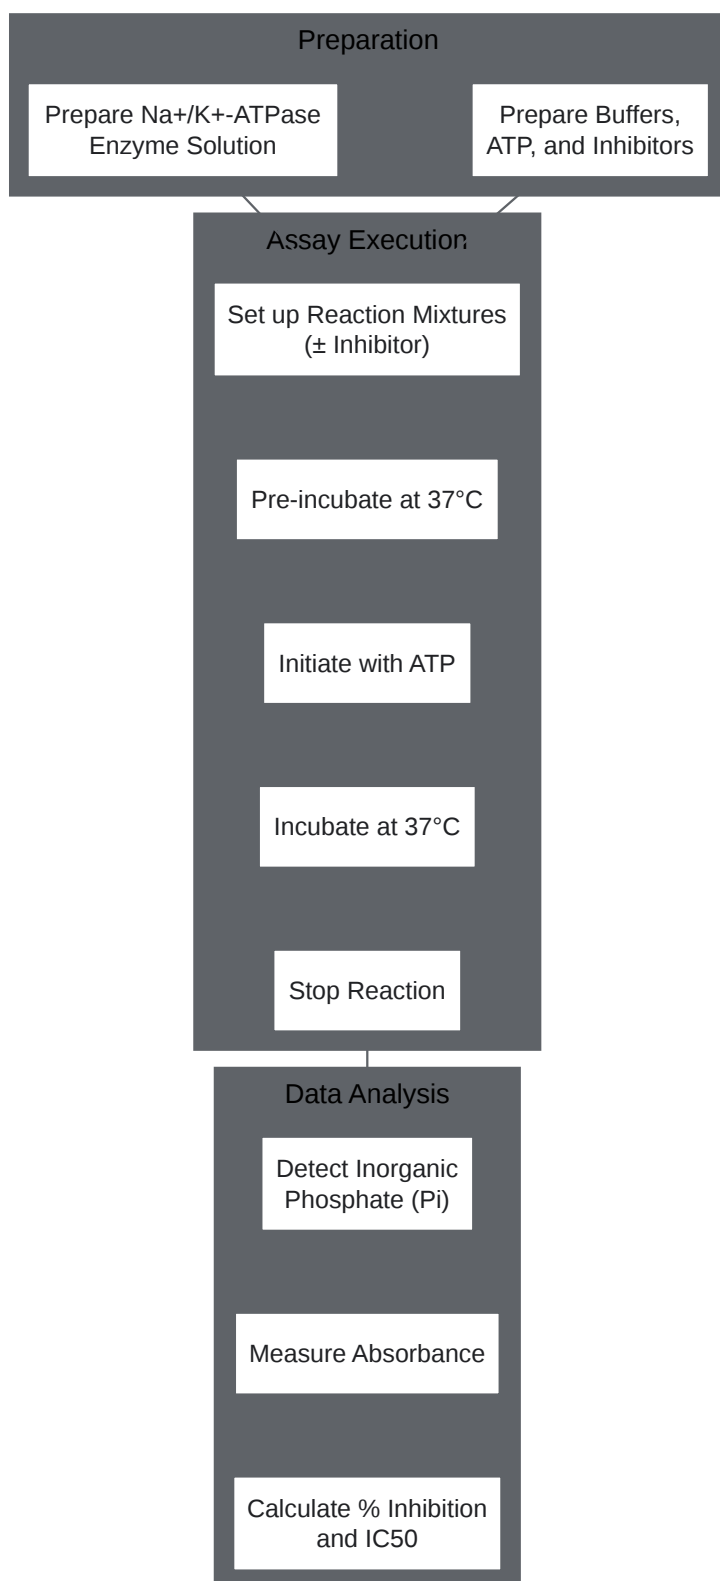 Preparation
Prepare Na+/K+-ATPase
Enzyme Solution
Prepare Buffers,
ATP, and Inhibitors
Assay Execution
Set up Reaction Mixtures
(± Inhibitor)
Pre-incubate at 37°C
Initiate with ATP
Incubate at 37°C
Stop Reaction
Data Analysis
Detect Inorganic
Phosphate (Pi)
Measure Absorbance
Calculate % Inhibition
and IC50